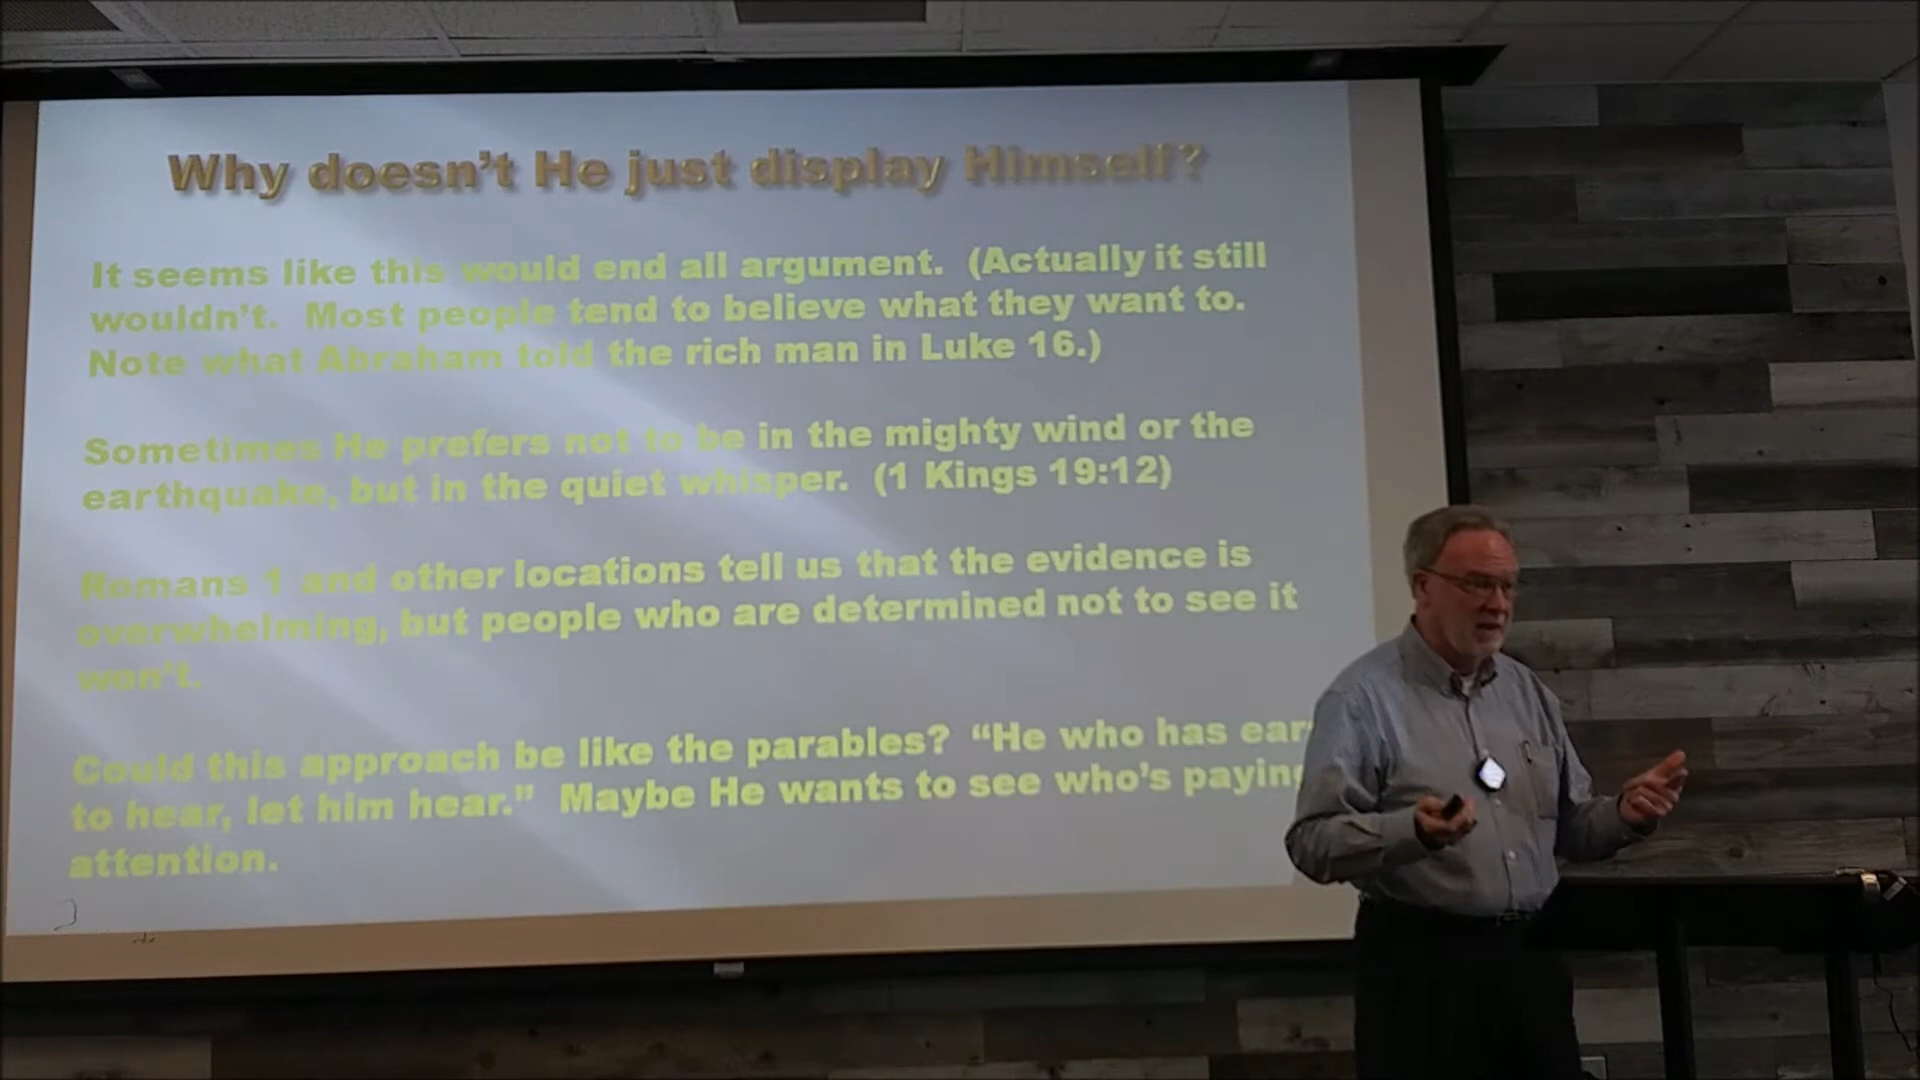 Why doesn't He just display Himself?
It seems like this would end all argument. (Actually it still
wouldn't. Most people tend to believe what they want to.
Note what Abraham told the rich man in Luke 16.)
Sometimes He prefers not to be in the mighty wind or the
earthquake, but in the quiet whisper. (1 Kings 19:12)
Romans 1 and other locations tell us that the evidence is
overwhelming, but people who are determined not to see it
won't.
Could this approach be like the parables? "He who has ear
to hear, let him hear." Maybe He wants to see who's paying
attention.